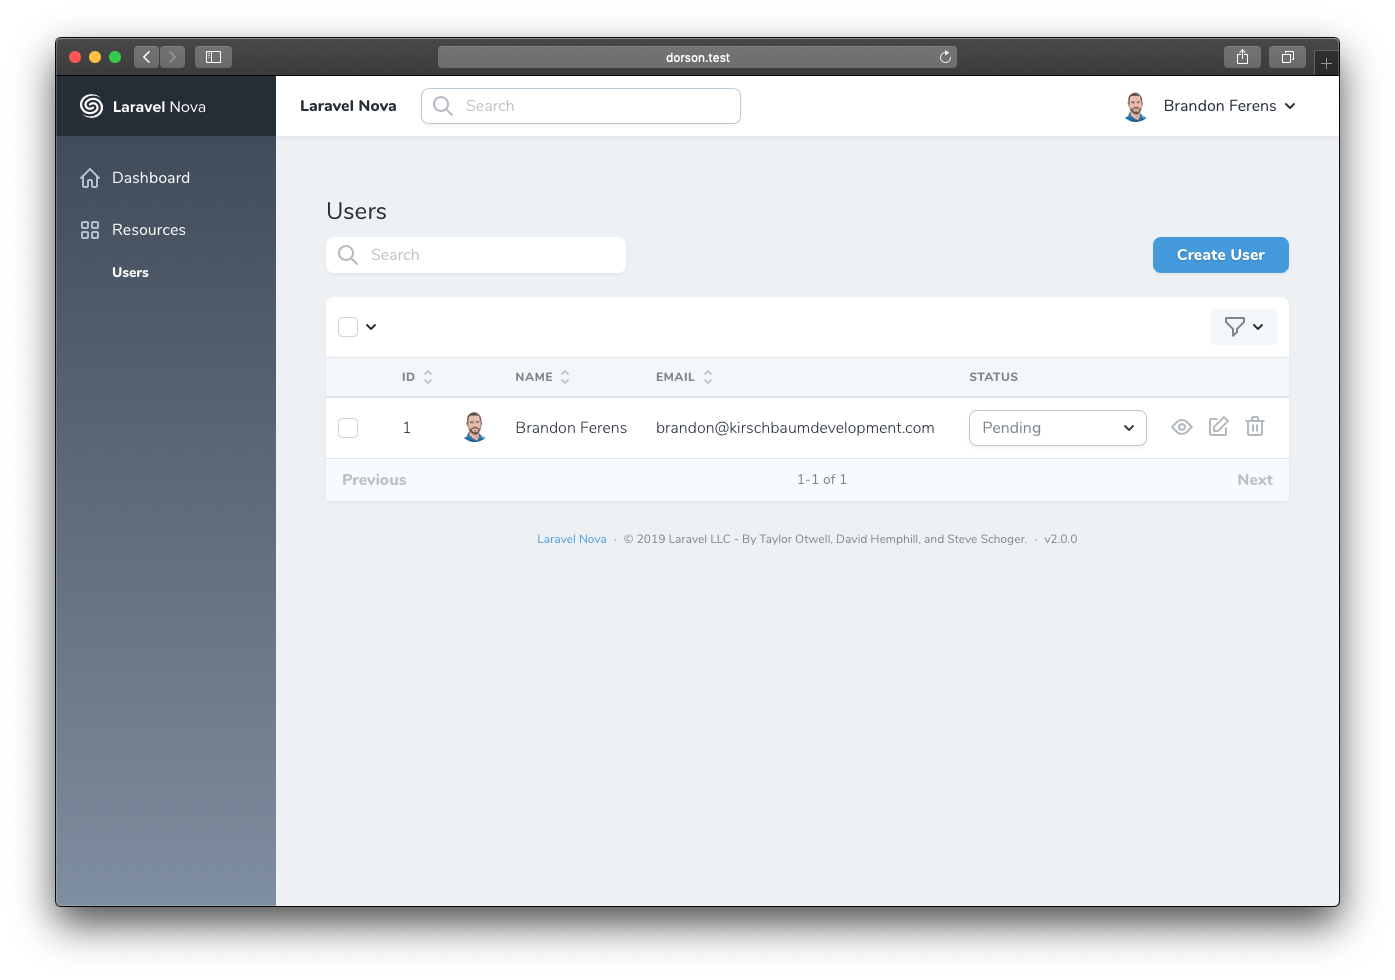 dorson.test
Laravel Nova
Laravel Nova
Search
Brandon Ferens
Dashboard
Resources
Users
Users
Search
Create User
ID
NAME
EMAIL
STATUS
1
Brandon Ferens
brandon@kirschbaumdevelopment.com
Pending
Previous
1-1 of 1
Next
Laravel Nova · © 2019 Laravel LLC - By Taylor Otwell, David Hemphill, and Steve Schoger. · v2.0.0